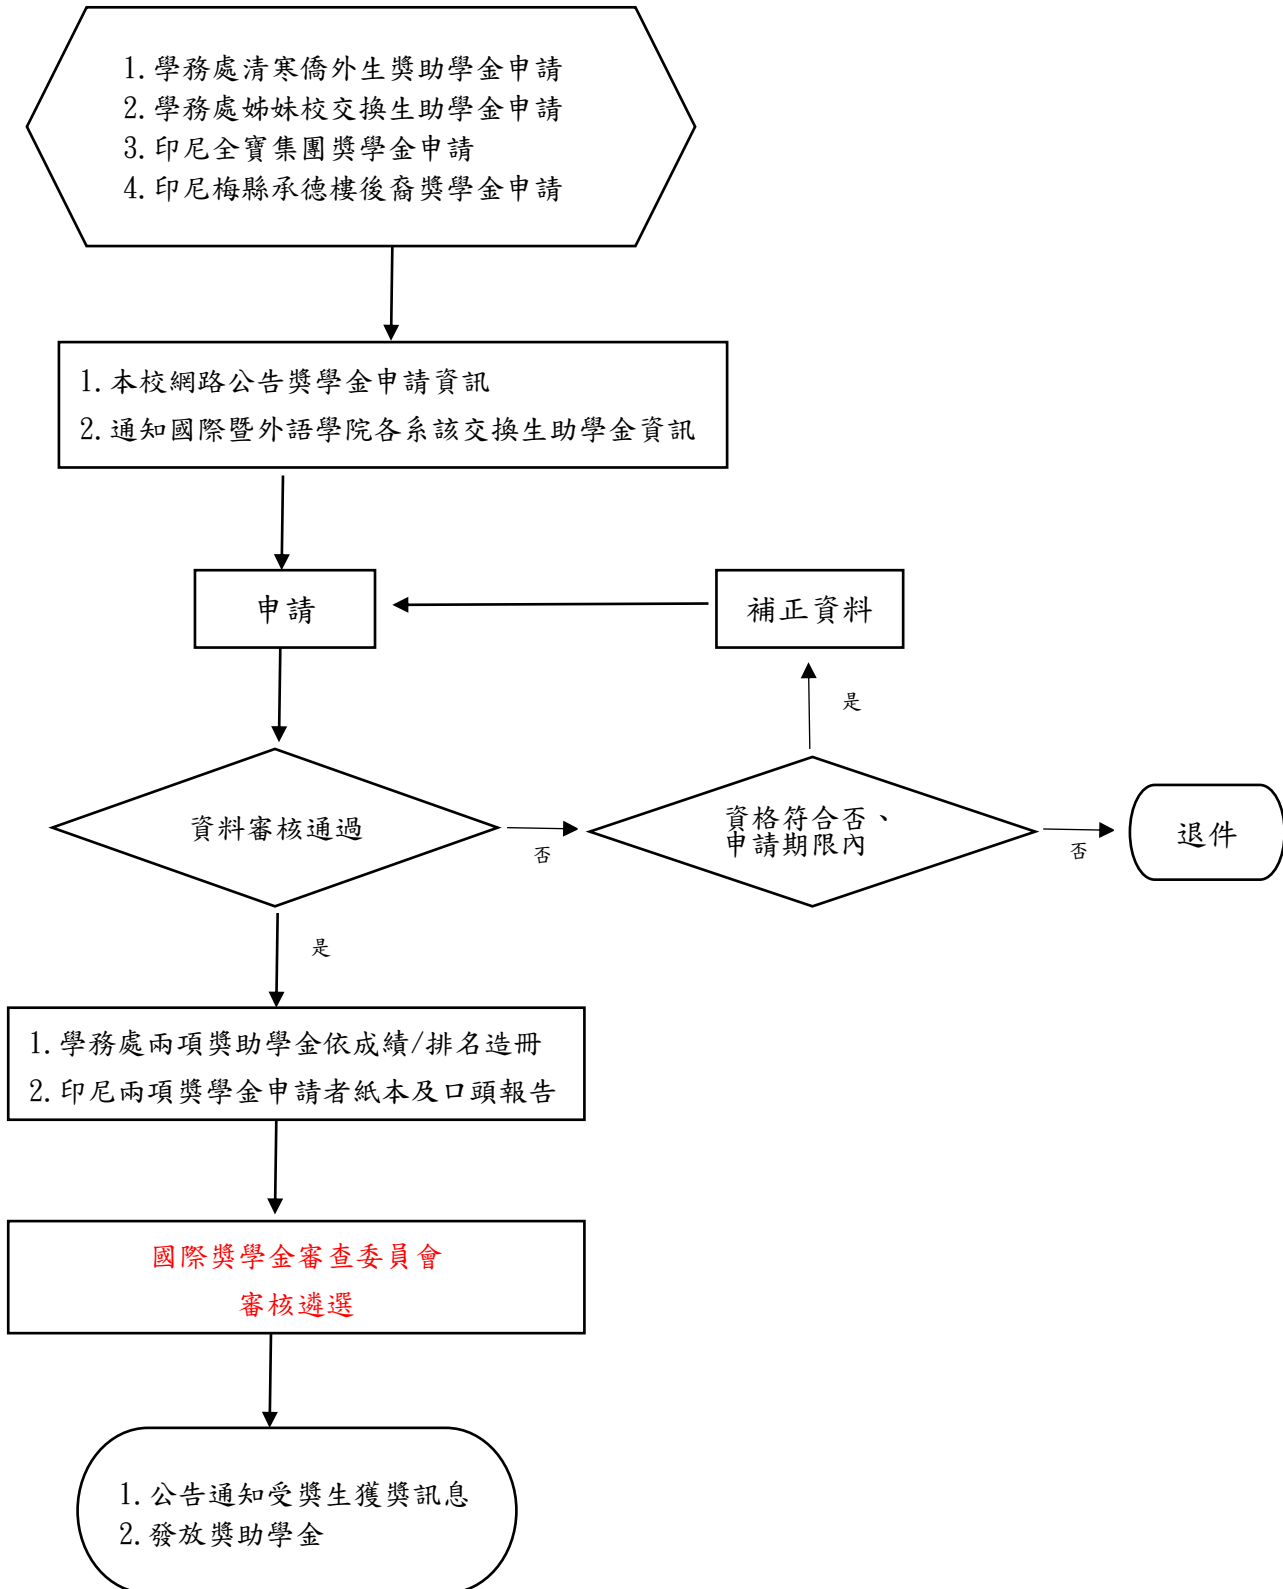 1.學務處清寒僑外生獎助學金申請
2.學務處姊妹校交換生助學金申請
3.印尼全寶集團獎學金申請
4.印尼梅縣承德樓後裔獎學金申請
1.本校網路公告獎學金申請資訊
2.通知國際暨外語學院各系該交換生助學金資訊
申請
補正資料
是
資料審核通過
否
資格符合否、
申請期限內
否
退件
是
1.學務處兩項獎助學金依成績/排名造冊
2.印尼兩項獎學金申請者紙本及口頭報告
國際獎學金審查委員會
審核遴選
1.公告通知受獎生獲獎訊息
2.發放獎助學金